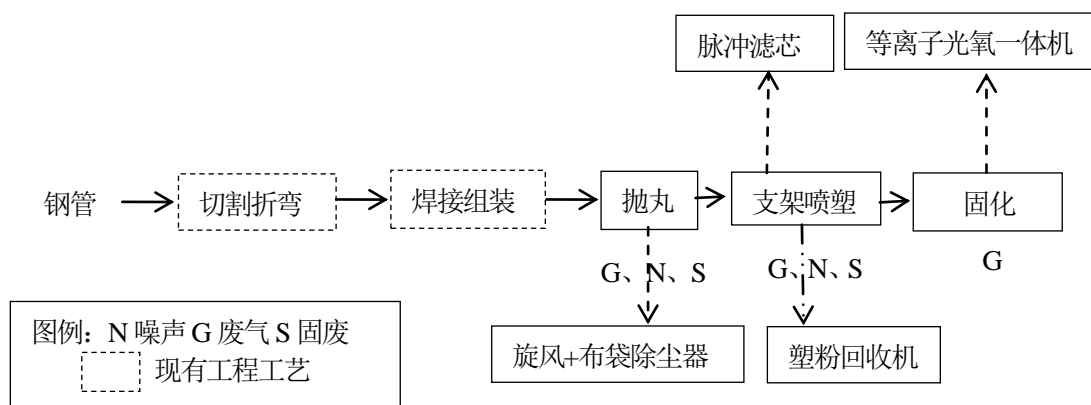 脉冲滤芯
等离子光氧一体机
钢管
切割折弯
焊接组装
抛丸
支架喷塑
固化
G、N、S
G、N、S
G
图例：N 噪声 G 废气 S 固废
现有工程工艺
旋风+布袋除尘器
塑粉回收机